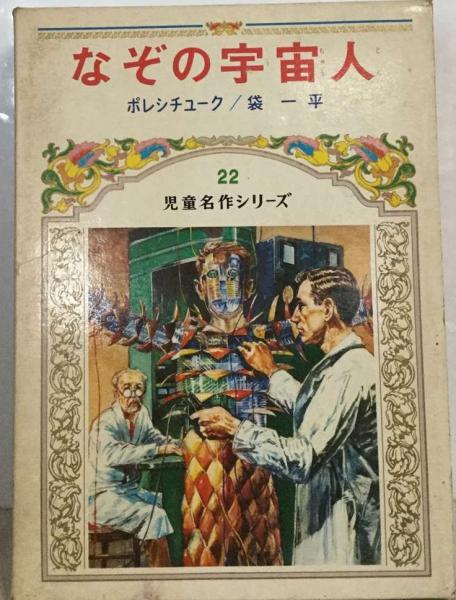 なぞの宇宙人
ポレシチューク/袋 一平
22
児童名作シリーズ